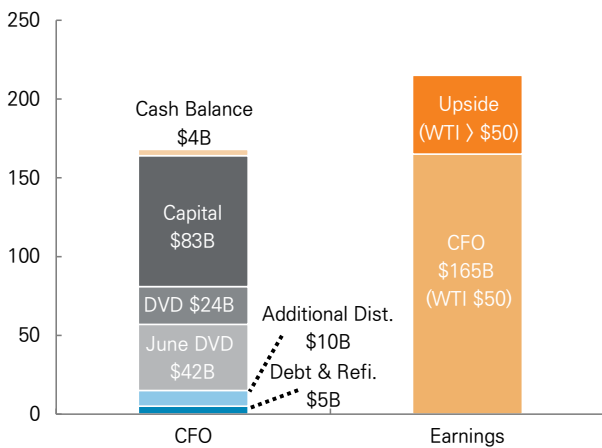 250
200
150
100
50
0
Cash Balance
$4B
Capital
$83B
DVD $24B
June DVD
$42B
Additional Dist.
$10B
Debt & Refi.
$5B
Upside
(WTI 〉 $50)
CFO
$165B
(WTI $50)
CFO
Earnings